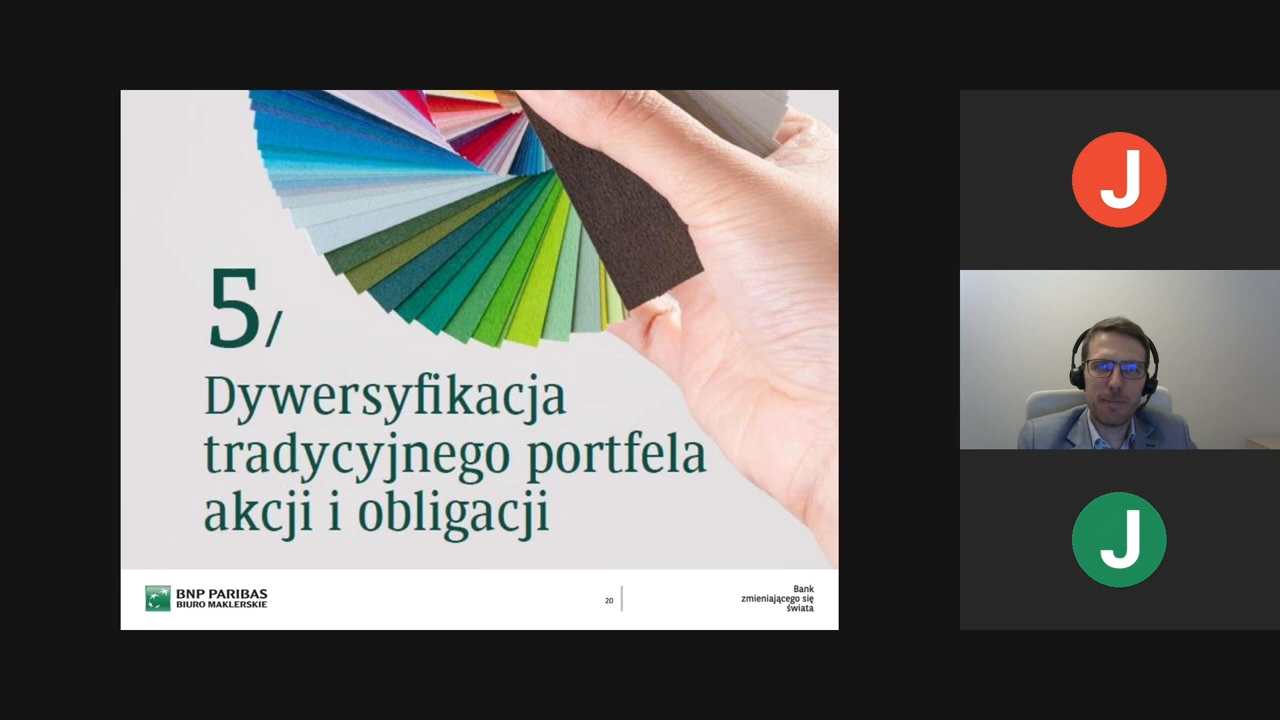 5/
Dywersyfikacja
tradycyjnego portfela
akcji i obligacji
BNP PARIBAS
BIURO MAKLERSKIE
20
Bank
zmieniającego się
świata
J
J